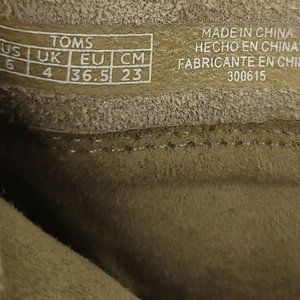 TOMS
US UK EU CM
6 4 36.5 23
MADE IN CHINA
HECHO EN CHINA
FABRICANTE EN CHI
300615